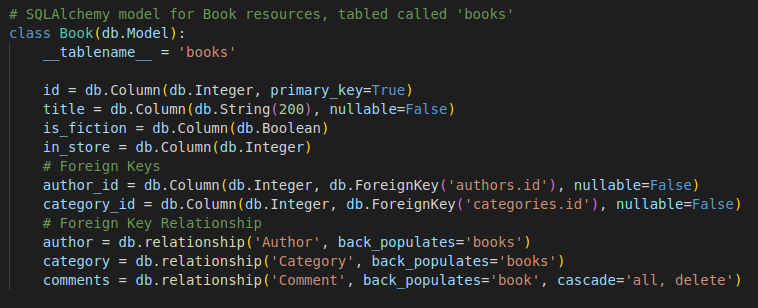 # SQLAlchemy model for Book resources, tabled called 'books'
class Book(db.Model):
    __tablename__ = 'books'

    id = db.Column(db.Integer, primary_key=True)
    title = db.Column(db.String(200), nullable=False)
    is_fiction = db.Column(db.Boolean)
    in_store = db.Column(db.Integer)
    # Foreign Keys
    author_id = db.Column(db.Integer, db.ForeignKey('authors.id'), nullable=False)
    category_id = db.Column(db.Integer, db.ForeignKey('categories.id'), nullable=False)
    # Foreign Key Relationship
    author = db.relationship('Author', back_populates='books')
    category = db.relationship('Category', back_populates='books')
    comments = db.relationship('Comment', back_populates='book', cascade='all, delete')